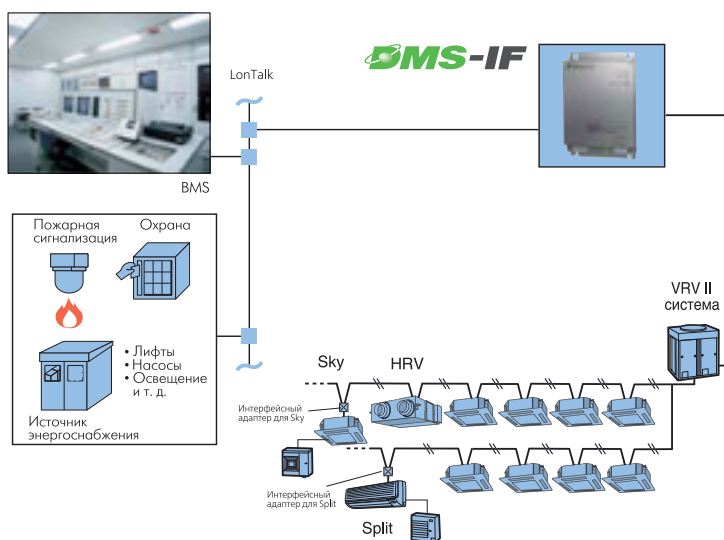 DMS-IF
LonTalk
BMS
Пожарная
сигнализация
Охрана
• Лифты
• Насосы
• Освещение
и т. д.
Источник
энергоснабжения
VRV II
система
Sky
HRV
Интерфейсный
адаптер для Sky
Интерфейсный
адаптер для Split
Split